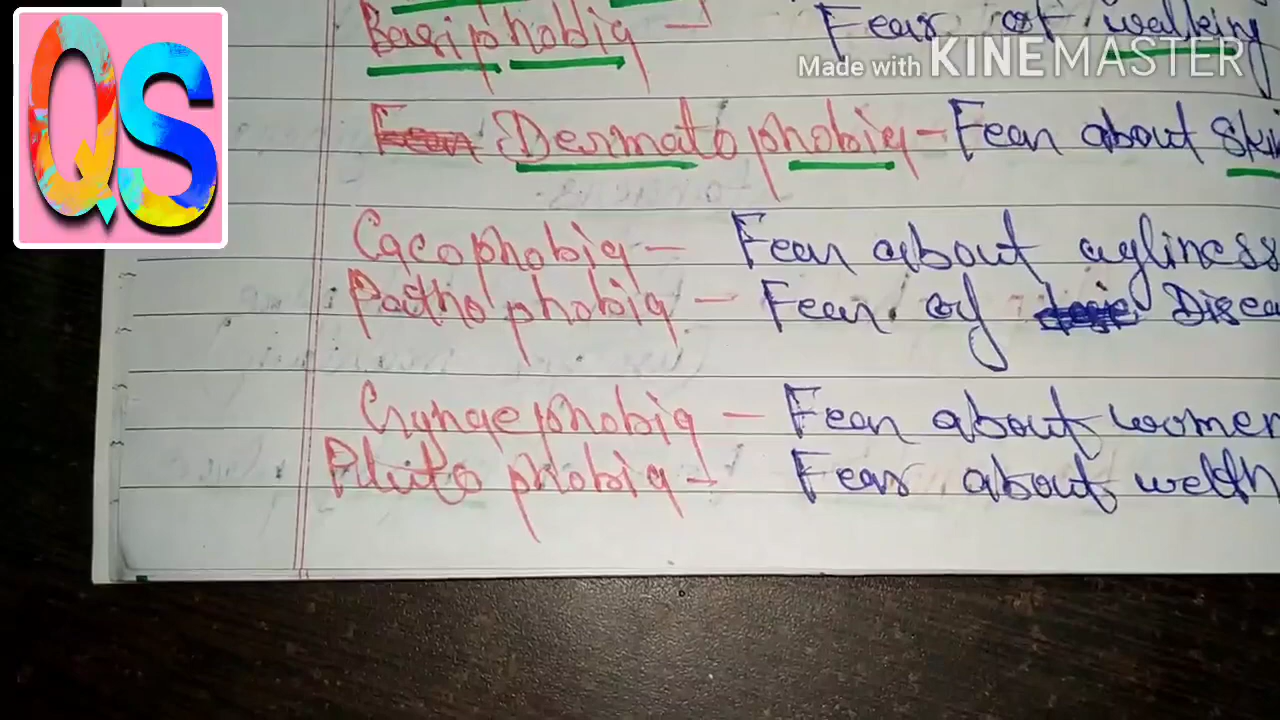 QS
Basiphobia - Fear of walking
Made with KINEMASTER
Dermatophobia - Fear about Skin
Cacophobia - Fear about ugliness
Pathophobia - Fear of Disea
Gynaephobia - Fear about women
Plutophobia - Fear about welth